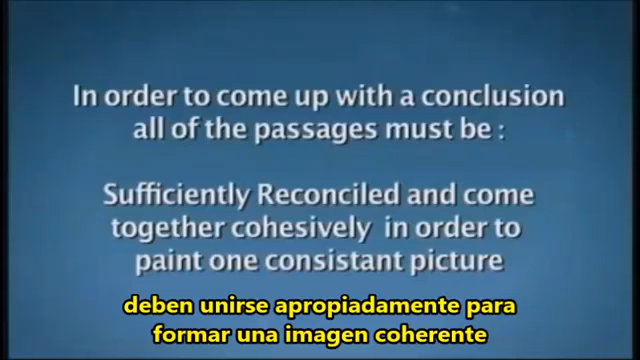 In order to come up with a conclusion
all of the passages must be :
Sufficiently Reconciled and come
together cohesively in order to
paint one consistant picture
deben unirse apropiadamente para
formar una imagen coherente